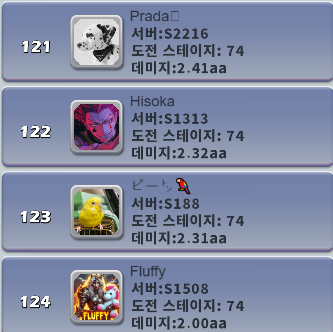 121
Prada
서버:S2216
도전 스테이지: 74
데미지:2.41aa
122
Hisoka
서버:S1313
도전 스테이지: 74
데미지:2.32aa
123
ピーㇳ
서버:S188
도전 스테이지: 74
데미지:2.31aa
124
FLUFFY
Fluffy
서버:S1508
도전 스테이지: 74
데미지:2.00aa